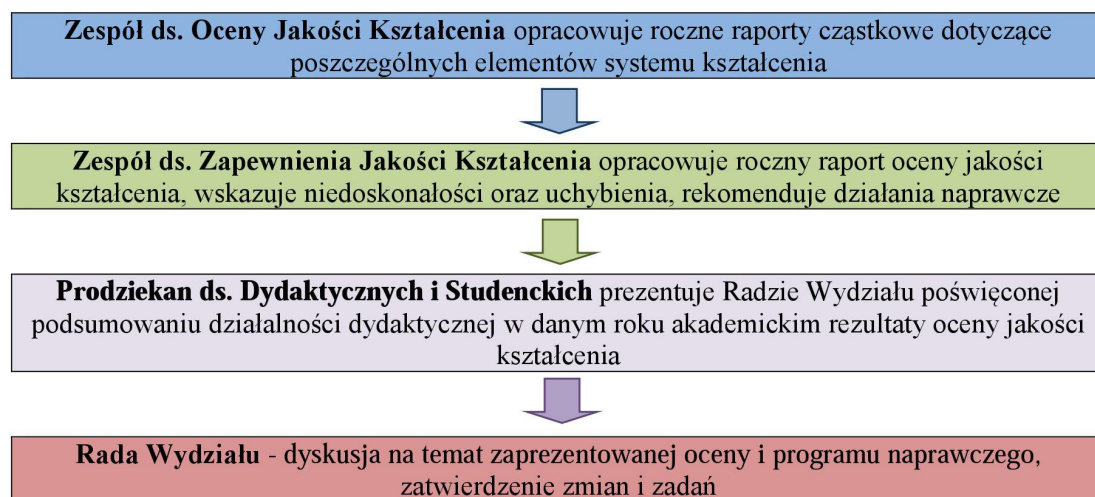 Zespół ds. Oceny Jakości Kształcenia opracowuje roczne raporty cząstkowe dotyczące
poszczególnych elementów systemu kształcenia
Zespół ds. Zapewnienia Jakości Kształcenia opracowuje roczny raport oceny jakości
kształcenia, wskazuje niedoskonałości oraz uchybienia, rekomenduje działania naprawcze
Prodziekan ds. Dydaktycznych i Studenckich prezentuje Radzie Wydziału poświęconej
podsumowaniu działalności dydaktycznej w danym roku akademickim rezultaty oceny jakości
kształcenia
Rada Wydziału - dyskusja na temat zaprezentowanej oceny i programu naprawczego,
zatwierdzenie zmian i zadań